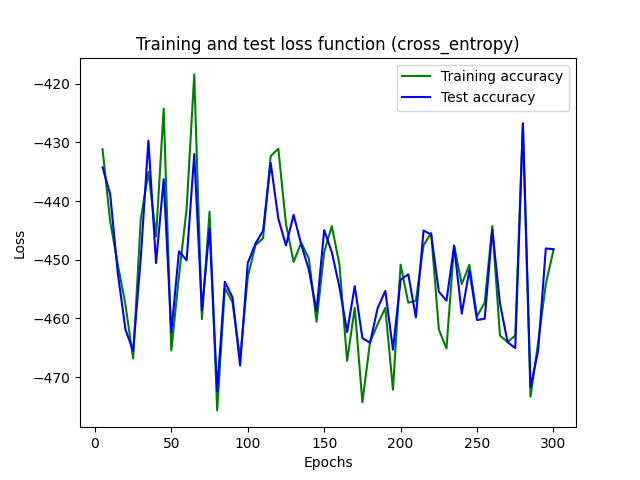 Training and test loss function (cross_entropy)
Training accuracy
Test accuracy
Loss
−420
−430
−440
−450
−460
−470
0 50 100 150 200 250 300
Epochs